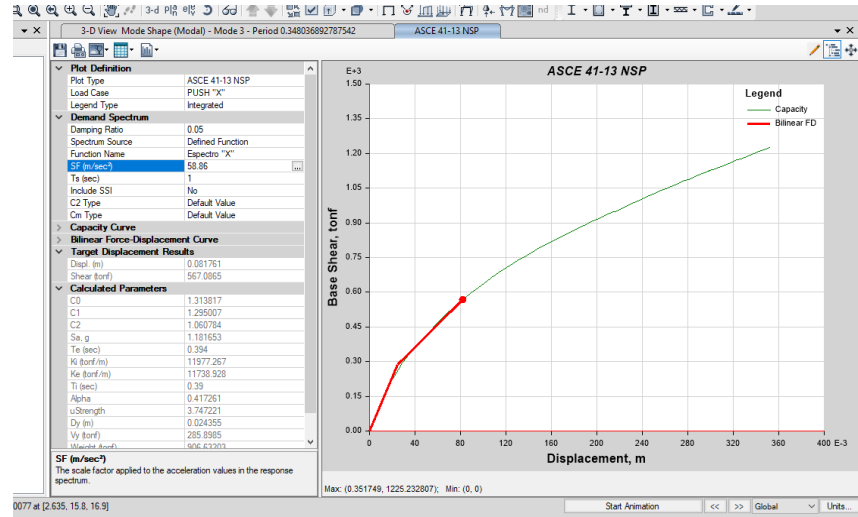 3-d
nd
3-D View Mode Shape (Modal) - Mode 3 - Period 0.348036892787542
ASCE 41-13 NSP
Plot Definition
Plot Type ASCE 41-13 NSP
Load Case PUSH "X"
Legend Type Integrated
Demand Spectrum
Damping Ratio 0.05
Spectrum Source Defined Function
Function Name Espectro "X"
SF (m/sec²) 58.86 ...
Ts (sec) 1
Include SSI No
C2 Type Default Value
Cm Type Default Value
Capacity Curve
Bilinear Force-Displacement Curve
Target Displacement Results
Displ. (m) 0.081761
Shear (tonf) 567.0865
Calculated Parameters
C0 1.313817
C1 1.295007
C2 1.060784
Sa, g 1.181653
Te (sec) 0.394
Ki (tonf/m) 11977.267
Ke (tonf/m) 11738.928
Ti (sec) 0.39
Alpha 0.417261
uStrength 3.747221
Dy (m) 0.024355
Vy (tonf) 285.8985
Weight (tonf) 906.63203
SF (m/sec²)
The scale factor applied to the acceleration values in the response
spectrum.
ASCE 41-13 NSP
E+3
1.50
1.35
1.20
1.05
0.90
0.75
0.60
0.45
0.30
0.15
0.00
Base Shear, tonf
Legend
Capacity
Bilinear FD
0 40 80 120 160 200 240 280 320 360 400 E-3
Displacement, m
Max: (0.351749, 1225.232807); Min: (0, 0)
0077 at [2.635, 15.8, 16.9]
Start Animation << >> Global Units...